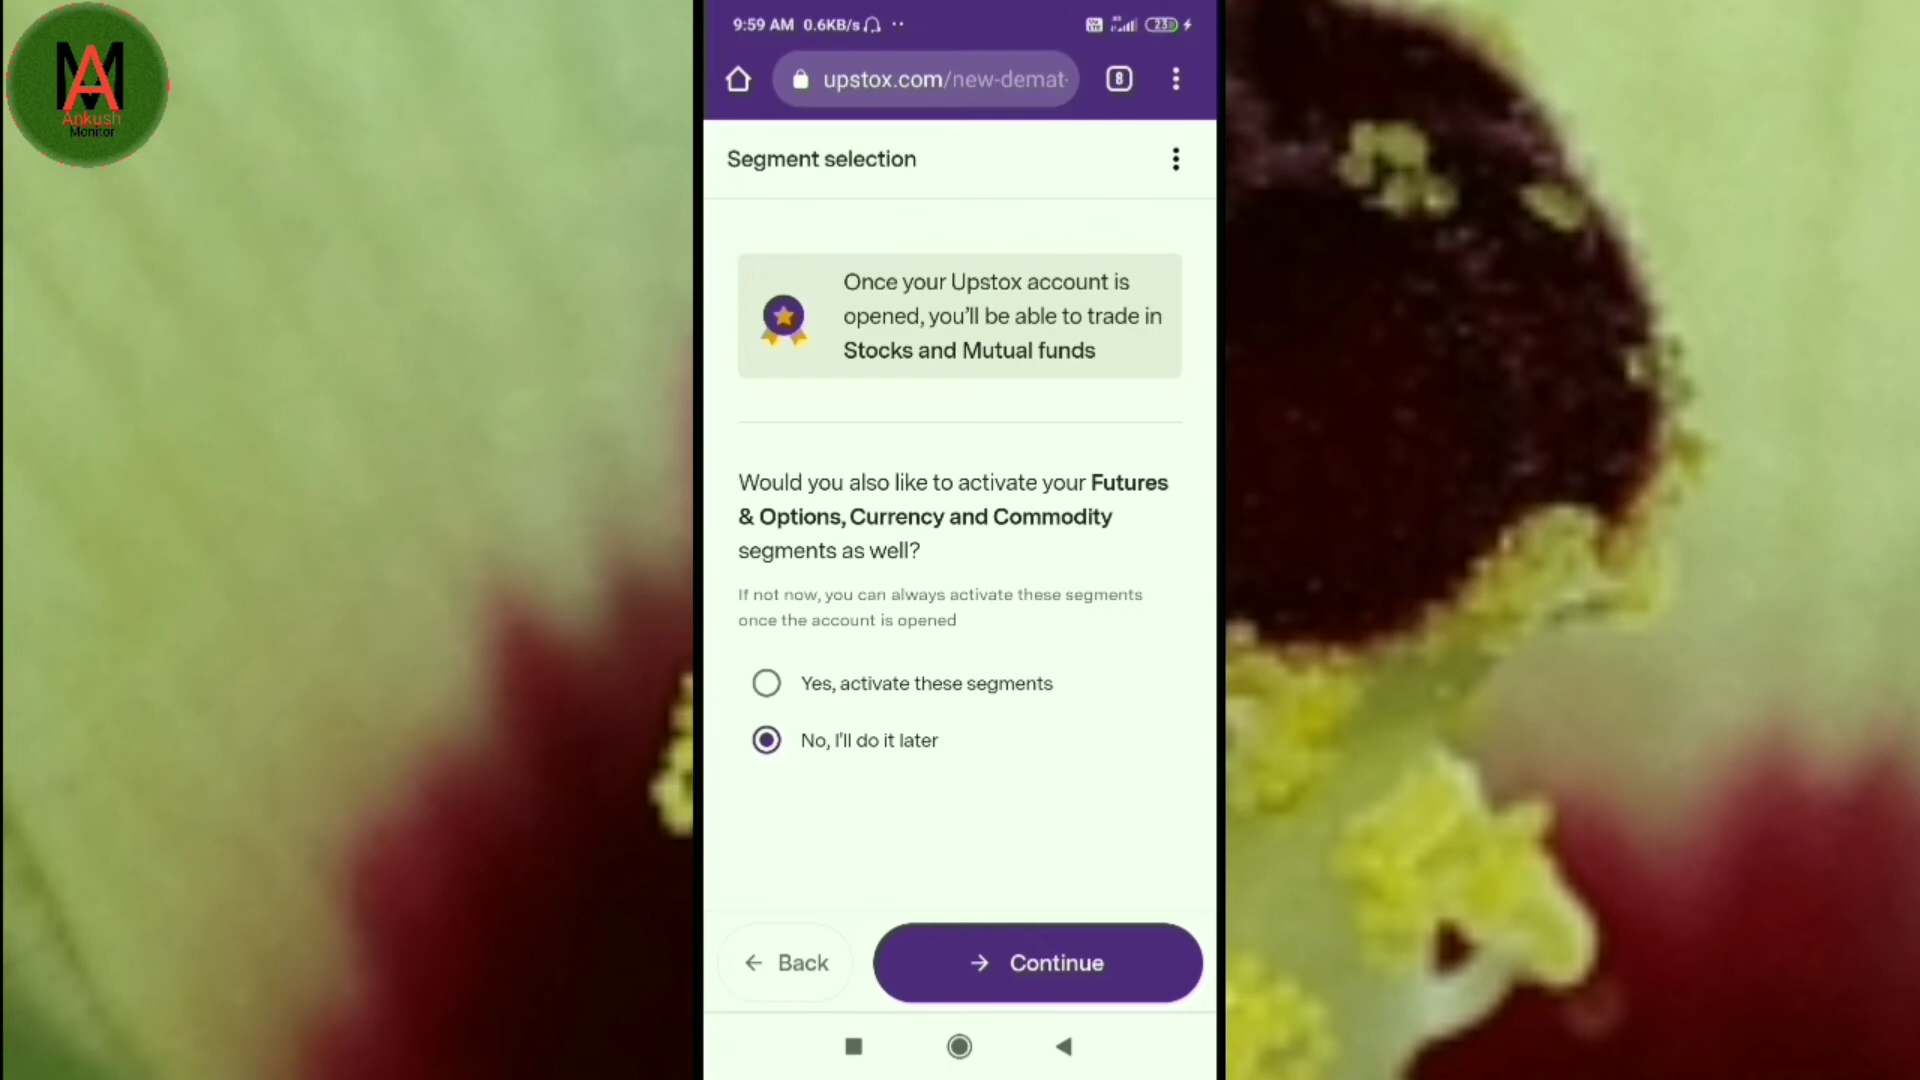 MA
Ankush
Monitor
9:59 AM 0.6KB/s
23
upstox.com/new-demat
8
Segment selection
Once your Upstox account is
opened, you'll be able to trade in
Stocks and Mutual funds
Would you also like to activate your Futures
& Options, Currency and Commodity
segments as well?
If not now, you can always activate these segments
once the account is opened
Yes, activate these segments
No, I'll do it later
Back
Continue